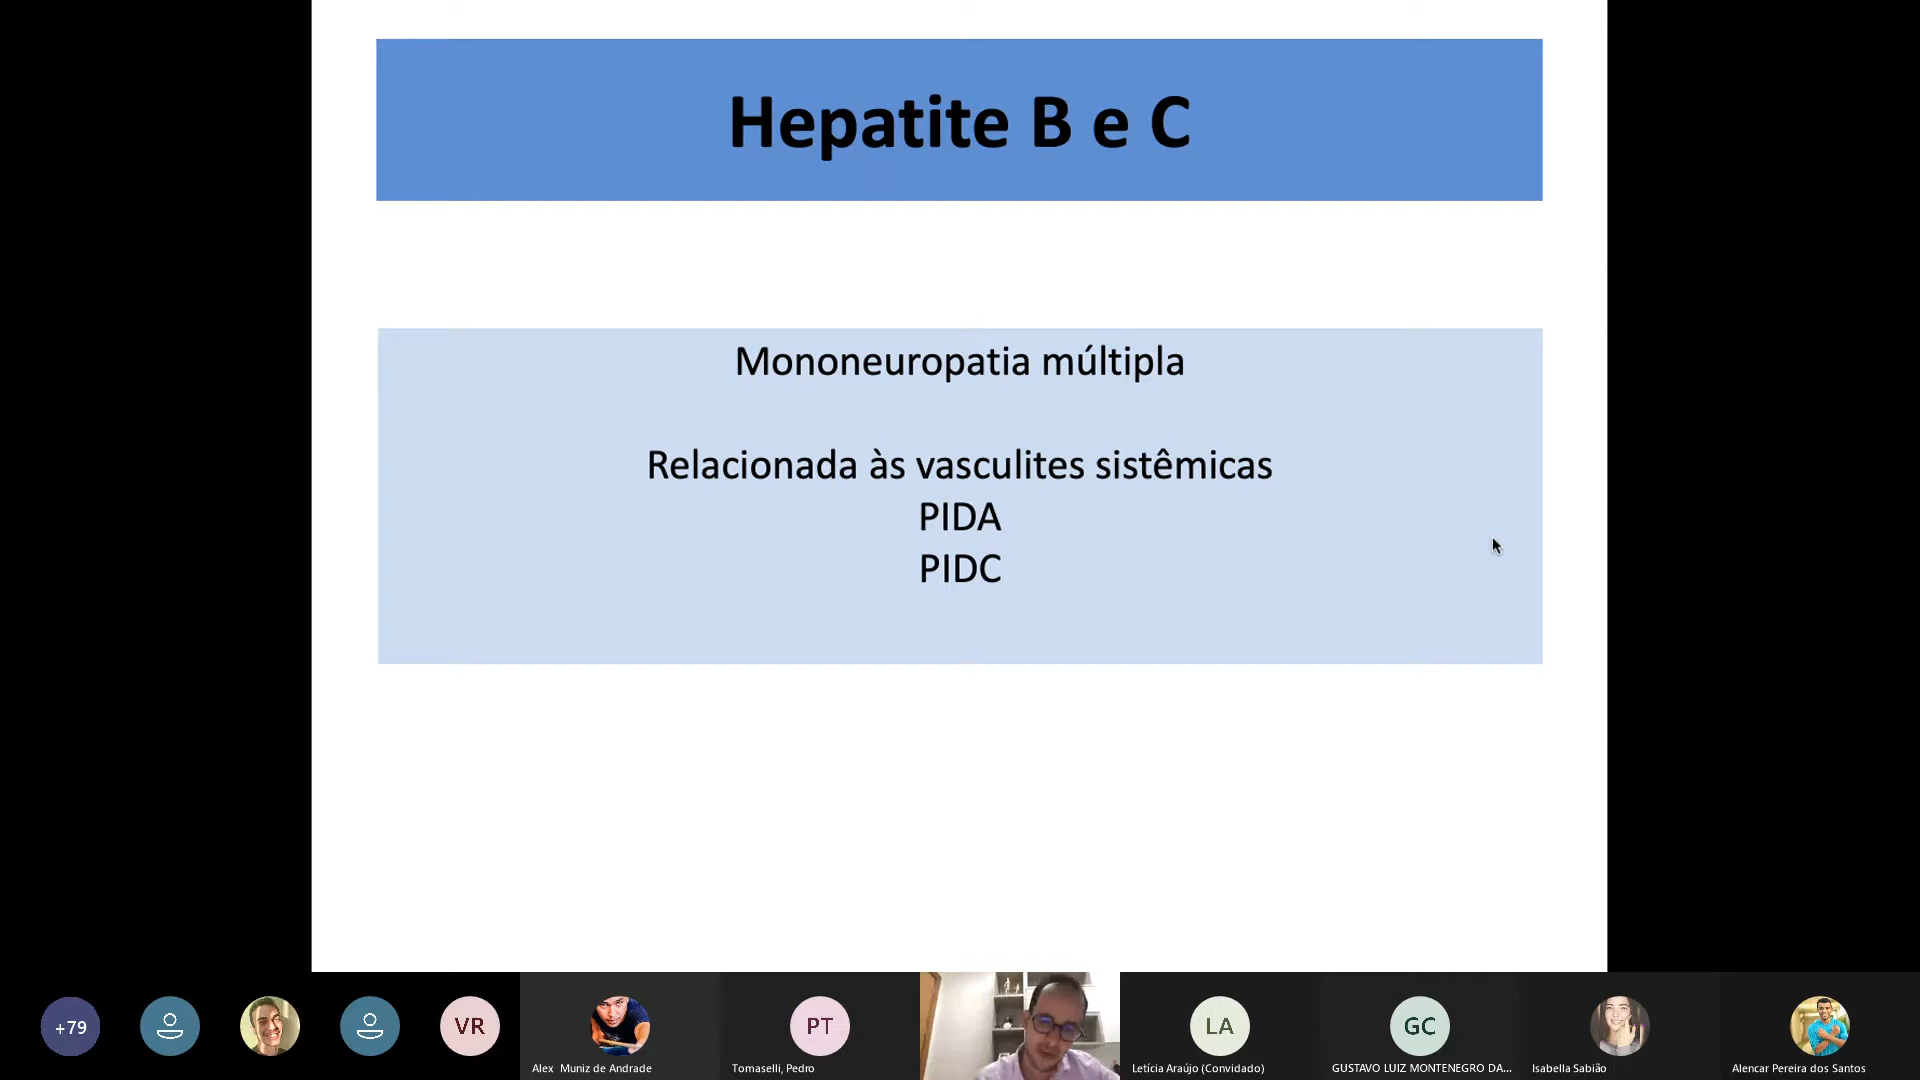 Hepatite B e C
Mononeuropatia múltipla
Relacionada às vasculites sistêmicas
PIDA
PIDC
+79
VR
PT
LA
GC
Alex Muniz de Andrade
Tomaselli, Pedro
Letícia Araújo (Convidado)
GUSTAVO LUIZ MONTENEGRO DA...
Isabella Sabião
Alencar Pereira dos Santos